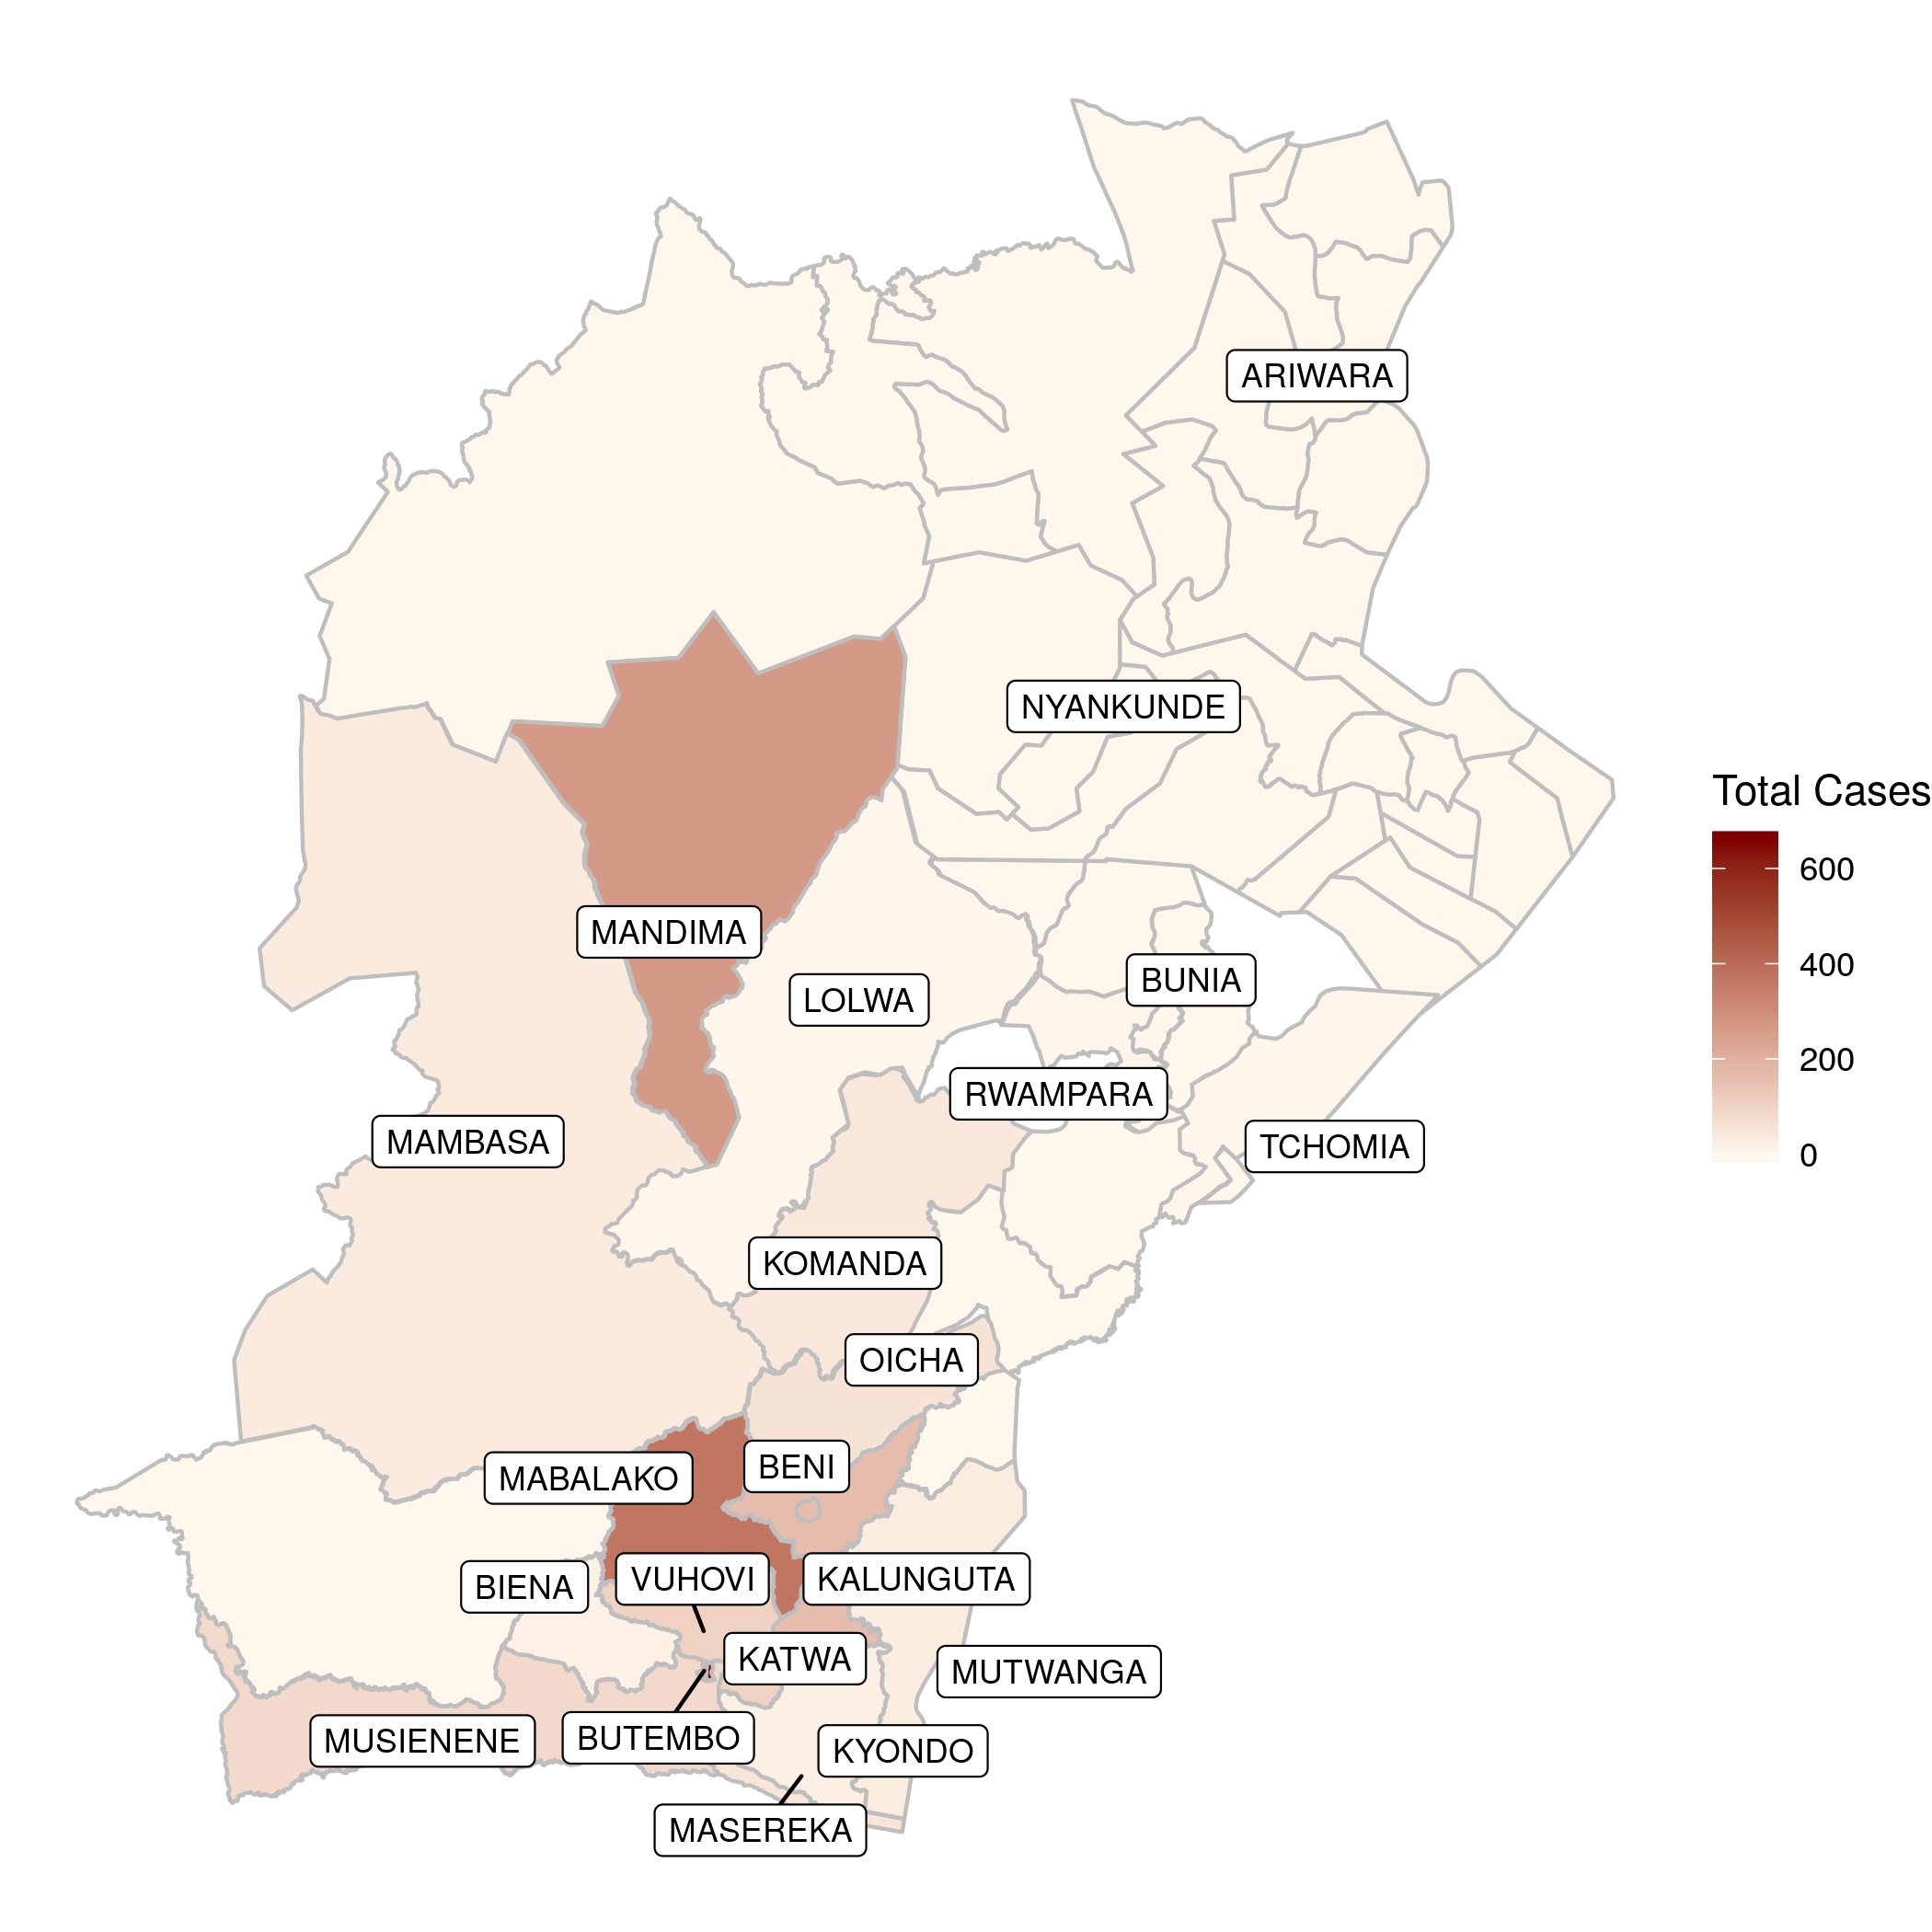 ARIWARA
NYANKUNDE
Total Cases
600
400
200
0
MANDIMA
BUNIA
LOLWA
RWAMPARA
MAMBASA
TCHOMIA
KOMANDA
OICHA
BENI
MABALAKO
VUHOVI
KALUNGUTA
BIENA
KATWA
MUTWANGA
BUTEMBO
MUSIENENE
KYONDO
MASEREKA